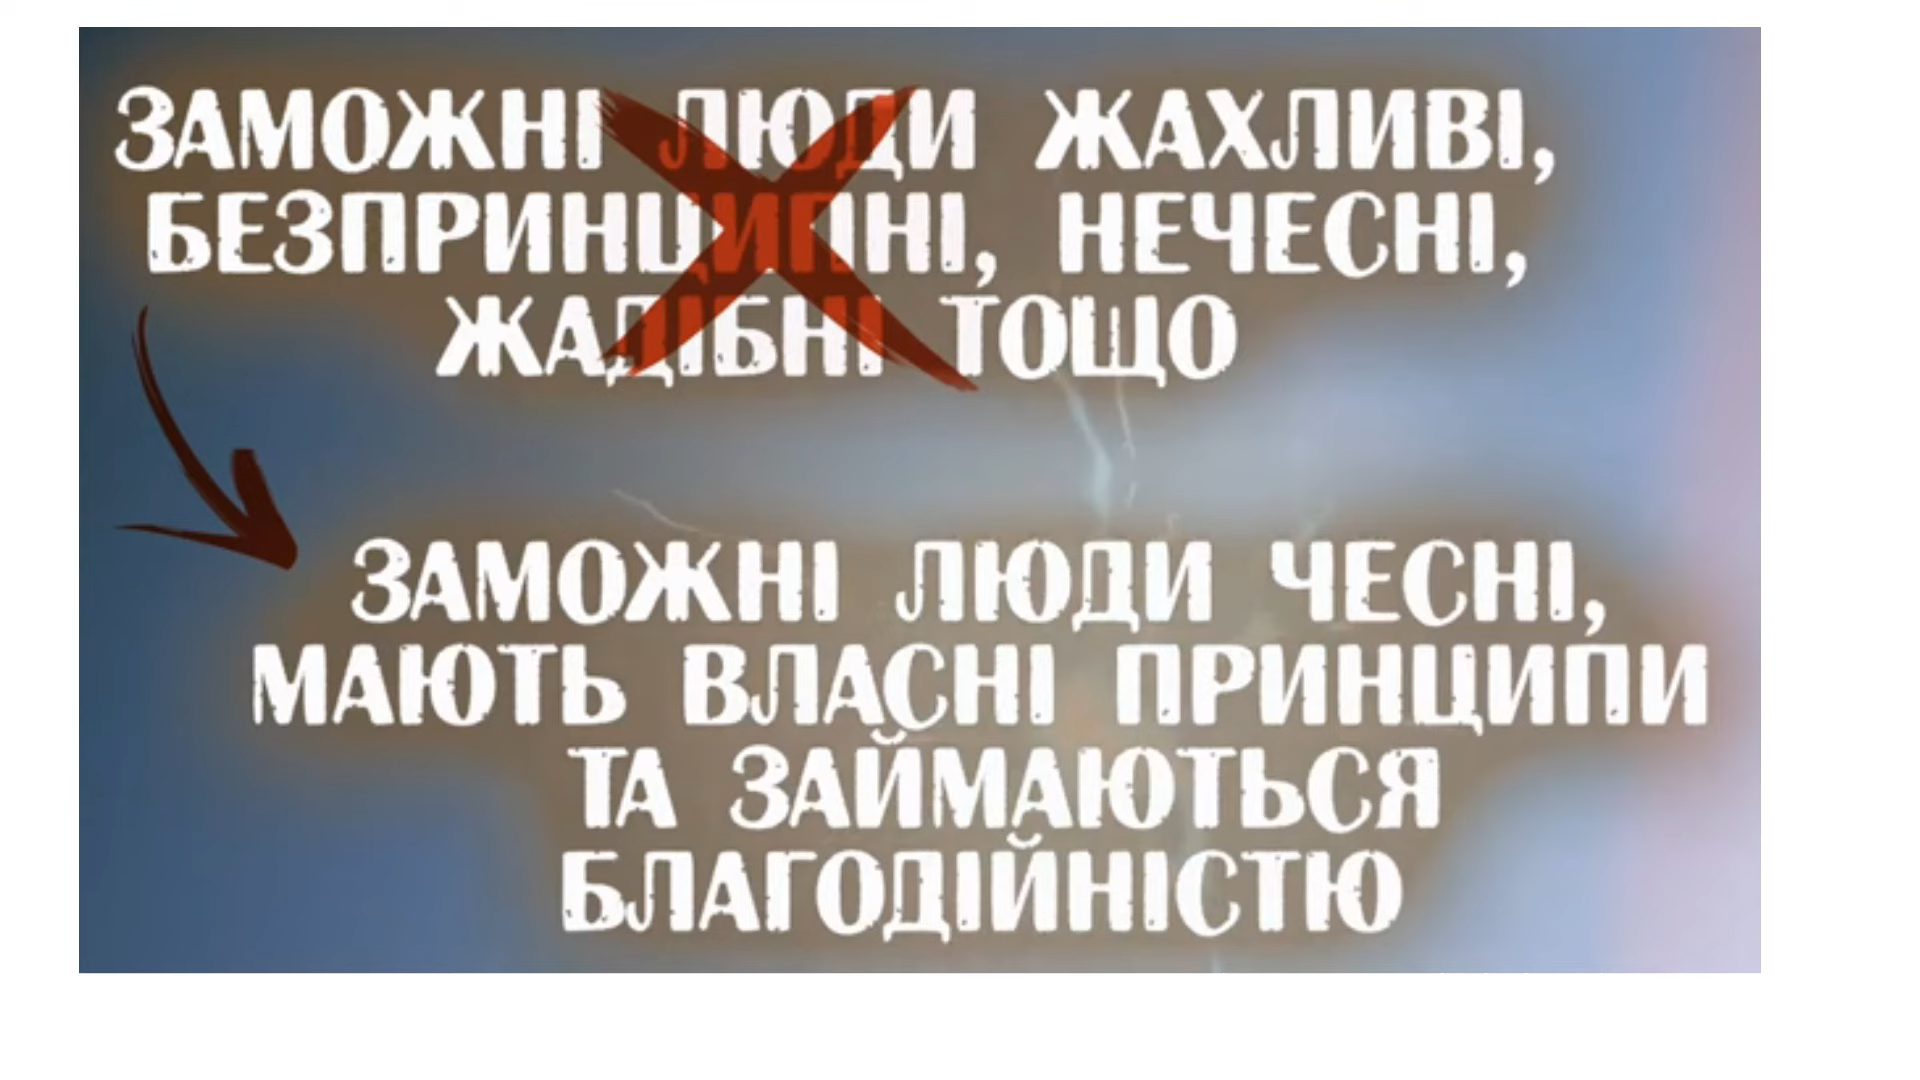 ЗАМОЖНІ ЛЮДИ ЖАХЛИВІ,
БЕЗПРИНЦИПНІ, НЕЧЕСНІ,
ЖАДІБНІ ТОЩО
ЗАМОЖНІ ЛЮДИ ЧЕСНІ,
МАЮТЬ ВЛАСНІ ПРИНЦИПИ
ТА ЗАЙМАЮТЬСЯ
БЛАГОДІЙНІСТЮ